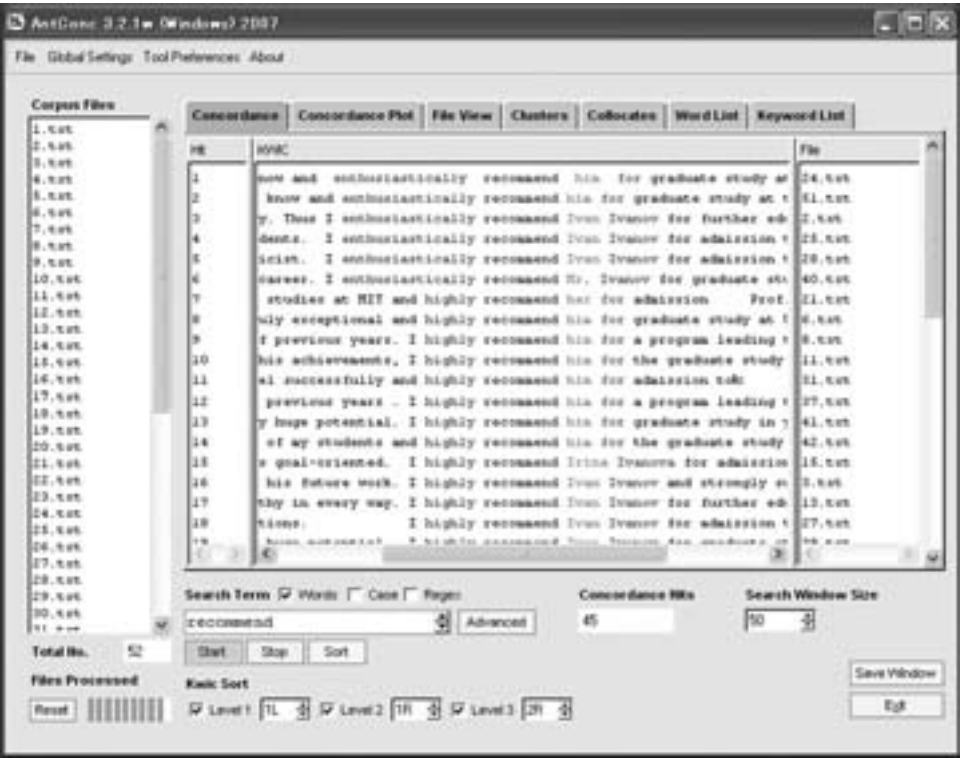 AntConc 3.2.1w (Windows) 2007
File Global Settings Tool Preferences About
Corpus Files
1.txt
2.txt
3.txt
4.txt
5.txt
6.txt
7.txt
8.txt
9.txt
10.txt
11.txt
12.txt
13.txt
14.txt
15.txt
16.txt
17.txt
18.txt
19.txt
20.txt
21.txt
22.txt
23.txt
24.txt
25.txt
26.txt
27.txt
28.txt
29.txt
30.txt
31.txt
Total No. 52
Files Processed
Reset
Concordance Concordance Plot File View Clusters Collocates Word List Keyword List
Hit KWIC File
1 now and enthusiastically recommend him for graduate study at 24.txt
2 know and enthusiastically recommend him for graduate study at t 51.txt
3 y. Thus I enthusiastically recommend Ivan Ivanov for further edu 2.txt
4 dents. I enthusiastically recommend Ivan Ivanov for admission t 25.txt
5 icist. I enthusiastically recommend Ivan Ivanov for admission t 28.txt
6 career. I enthusiastically recommend Mr. Ivanov for graduate stu 40.txt
7 studies at MIT and highly recommend her for admission Prof. 21.txt
8 uly exceptional and highly recommend him for graduate study at 6.txt
9 f previous years. I highly recommend him for a program leading t 8.txt
10 his achievements, I highly recommend him for the graduate study 11.txt
11 el successfully and highly recommend him for admission to 31.txt
12 previous years . I highly recommend him for a program leading t 37.txt
13 y huge potential. I highly recommend him for graduate study in 41.txt
14 of my students and highly recommend him for the graduate study 42.txt
15 s goal-oriented. I highly recommend Irina Ivanova for admission 15.txt
16 his future work. I highly recommend Ivan Ivanov and strongly su 3.txt
17 thy in every way. I highly recommend Ivan Ivanov for further edu 13.txt
18 tions. I highly recommend Ivan Ivanov for admission t 27.txt
19 huge potential. I highly recommend Ivan Ivanov for graduate st
Search Term Words Case Regex Concordance Hits Search Window Size
recommend Advanced 45 50
Start Stop Sort
Kwic Sort
Level 1 1L Level 2 1R Level 3 2R
Save Window
Exit